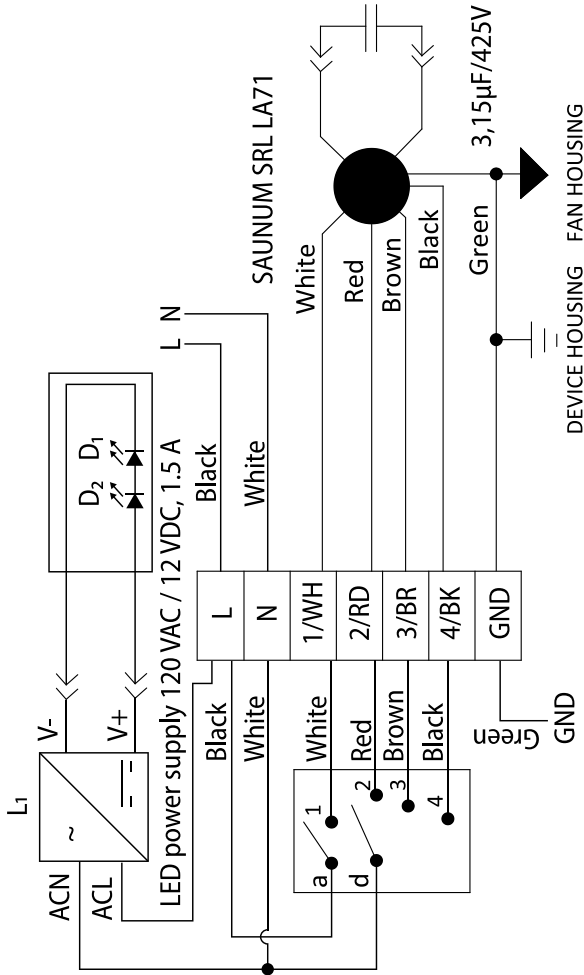 SAUNUM SRL LA71
3,15µF/425V
White
Red
Brown
Black
Green
DEVICE HOUSING
FAN HOUSING
L
N
Black
White
D2
D1
LED power supply 120 VAC / 12 VDC, 1.5 A
L
N
1/WH
2/RD
3/BR
4/BK
GND
V-
V+
L1
~
ACN
ACL
Black
White
White
Red
Brown
Black
Green
GND
a
d
1
2
3
4